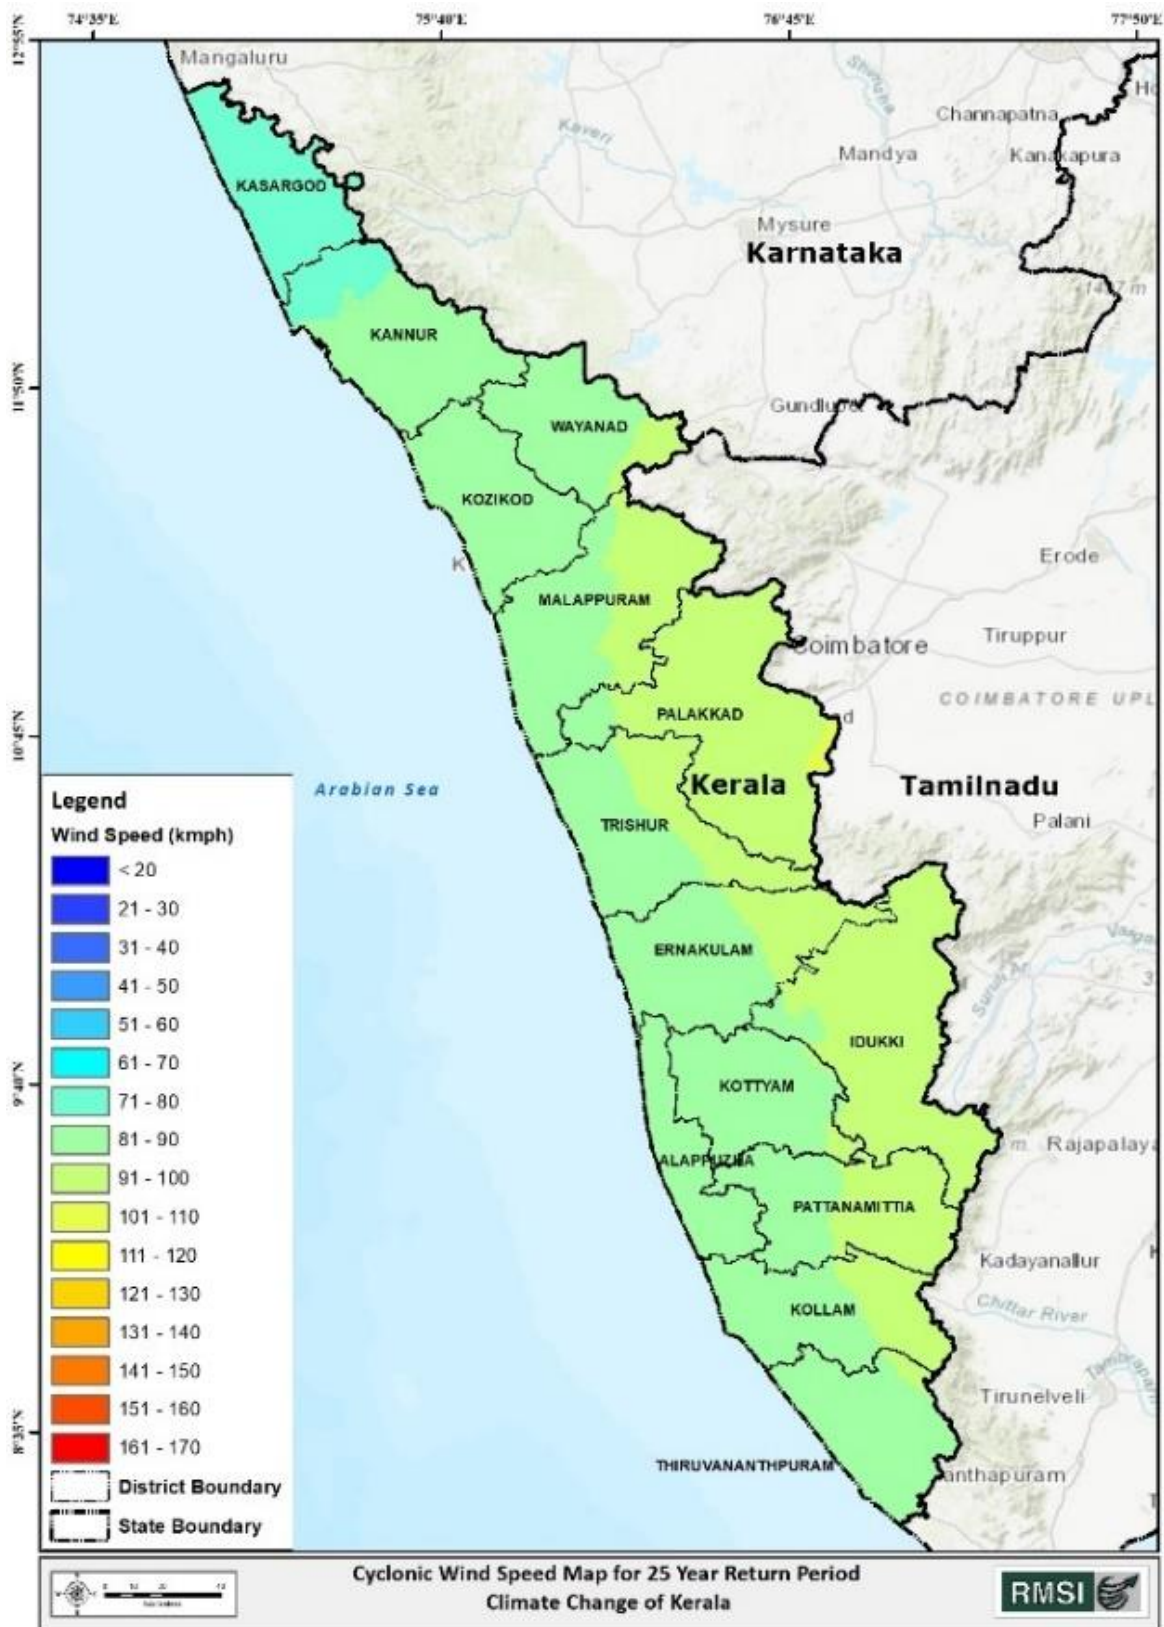 74°35'E 75°40'E 76°45'E 77°50'E
12°55'N
11°50'N
10°45'N
9°40'N
8°35'N
Mangaluru
Shimsha
Channapatna
Kaveri
Mandya
Kanakapura
KASARGOD
Mysure
Karnataka
KANNUR
Gundlupet
WAYANAD
KOZIKOD
K
Erode
MALAPPURAM
Coimbatore
Tiruppur
COIMBATORE UPL
PALAKKAD
d
Arabian Sea
Kerala
Tamilnadu
Palani
TRISHUR
ERNAKULAM
Suruli Ar
IDUKKI
KOTTYAM
m
Rajapalaya
ALAPPUZHA
PATTANAMITTIA
Kadayanallur
KOLLAM
Chittar River
Tirunelveli
THIRUVANANTHPURAM
anthapuram
Legend
Wind Speed (kmph)
< 20
21 - 30
31 - 40
41 - 50
51 - 60
61 - 70
71 - 80
81 - 90
91 - 100
101 - 110
111 - 120
121 - 130
131 - 140
141 - 150
151 - 160
161 - 170
District Boundary
State Boundary
Cyclonic Wind Speed Map for 25 Year Return Period
Climate Change of Kerala
RMSI